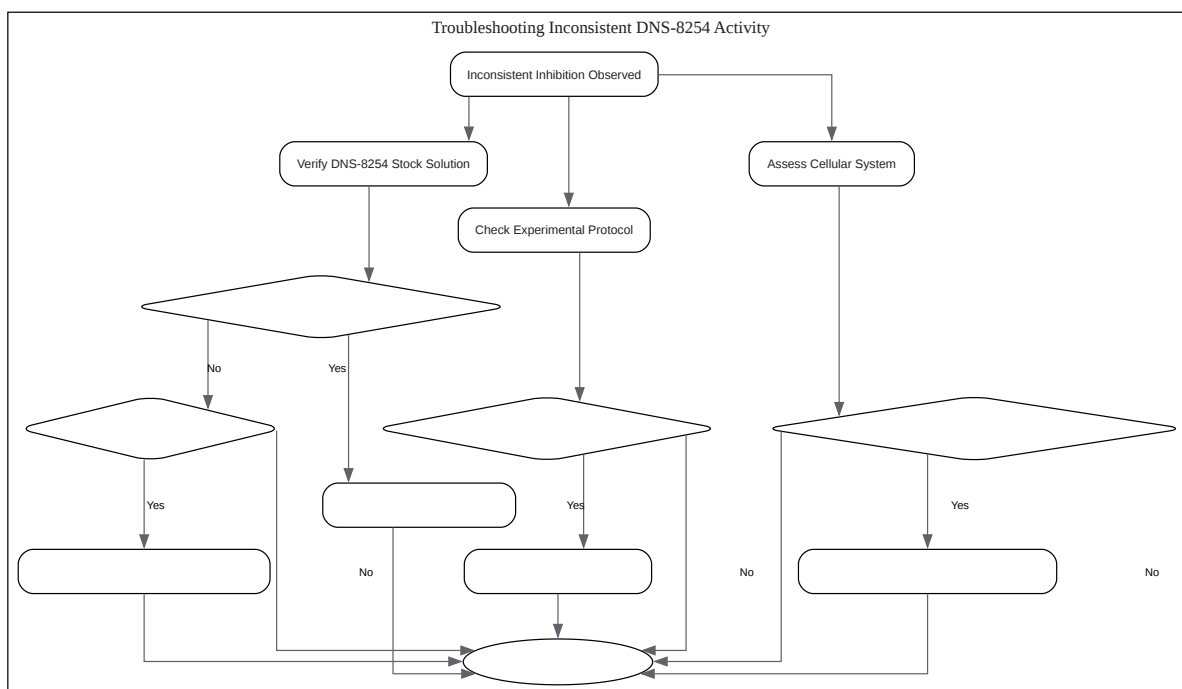 Troubleshooting Inconsistent DNS-8254 Activity
Inconsistent Inhibition Observed
Verify DNS-8254 Stock Solution
Assess Cellular System
Check Experimental Protocol
No
Yes
Yes
Yes
Yes
No
No
No